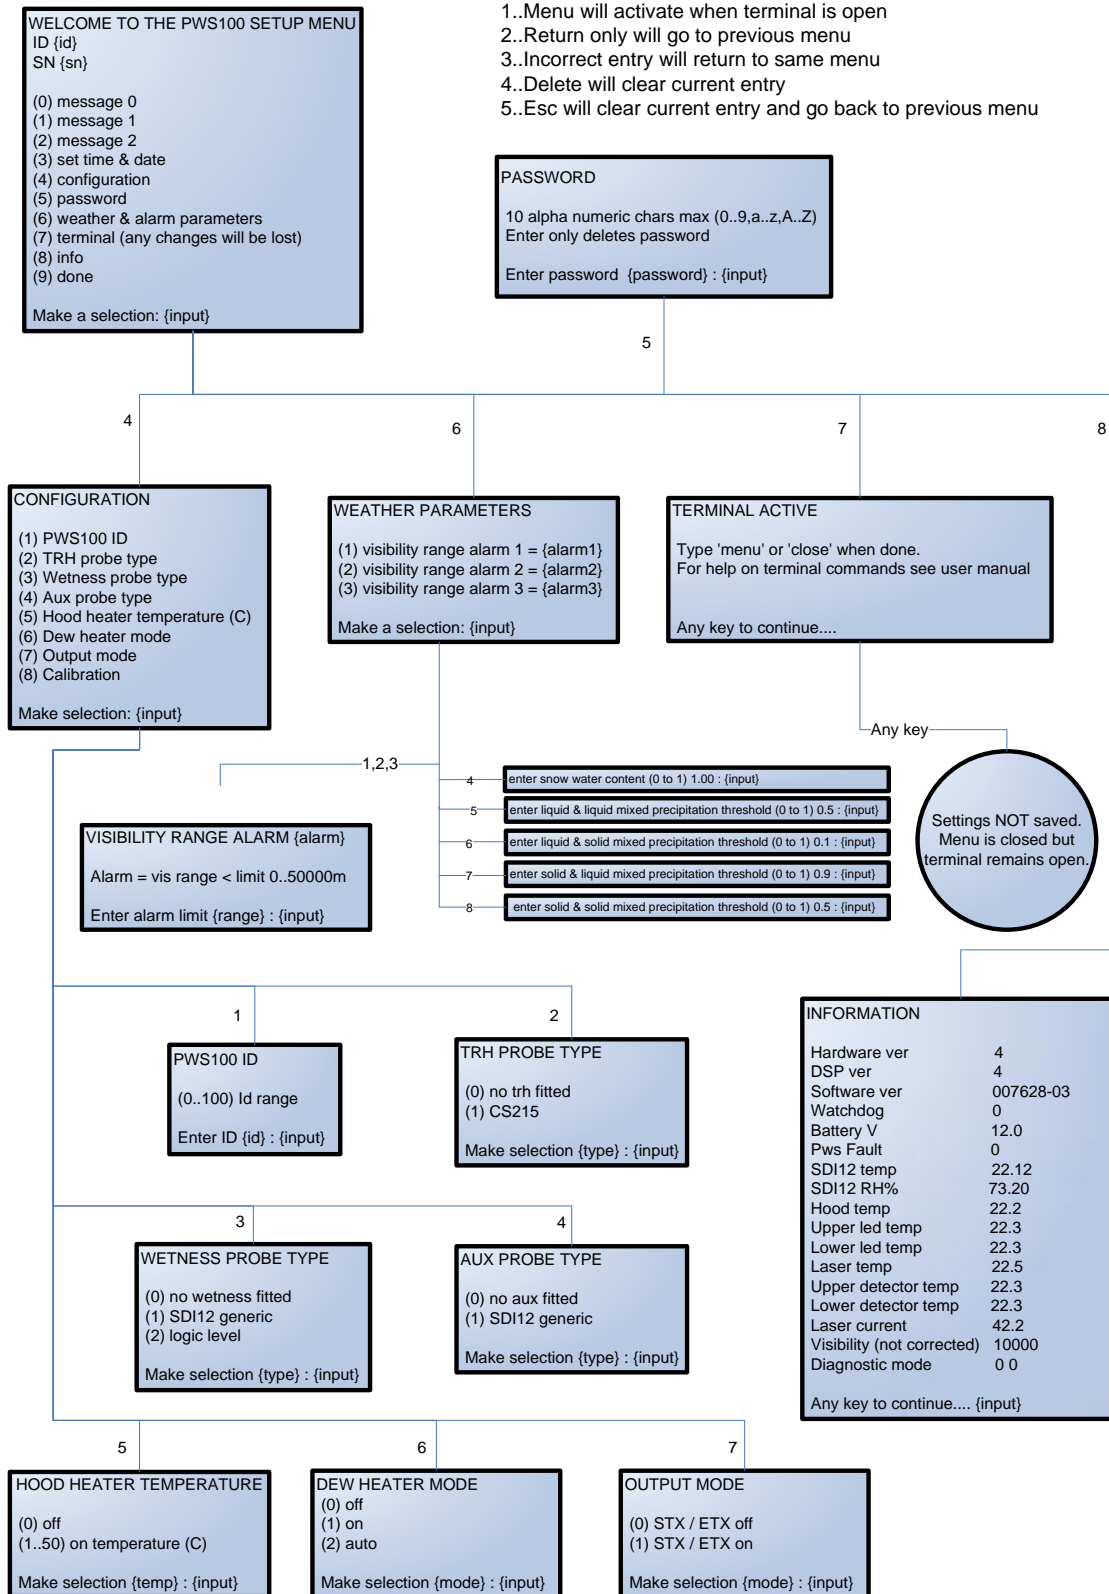 WELCOME TO THE PWS100 SETUP MENU
ID {id}
SN {sn}
(0) message 0
(1) message 1
(2) message 2
(3) set time & date
(4) configuration
(5) password
(6) weather & alarm parameters
(7) terminal (any changes will be lost)
(8) info
(9) done
Make a selection: {input}
1..Menu will activate when terminal is open
2..Return only will go to previous menu
3..Incorrect entry will return to same menu
4..Delete will clear current entry
5..Esc will clear current entry and go back to previous menu
PASSWORD
10 alpha numeric chars max (0..9,a..z,A..Z)
Enter only deletes password
Enter password  {password} : {input}
5
4
6
7
8
CONFIGURATION
(1) PWS100 ID
(2) TRH probe type
(3) Wetness probe type
(4) Aux probe type
(5) Hood heater temperature (C)
(6) Dew heater mode
(7) Output mode
(8) Calibration
Make selection: {input}
WEATHER PARAMETERS
(1) visibility range alarm 1 = {alarm1}
(2) visibility range alarm 2 = {alarm2}
(3) visibility range alarm 3 = {alarm3}
Make a selection: {input}
TERMINAL ACTIVE
Type 'menu' or 'close' when done.
For help on terminal commands see user manual
Any key to continue....
Any key
Settings NOT saved.
Menu is closed but
terminal remains open.
1,2,3
4
enter snow water content (0 to 1) 1.00 : {input}
5
enter liquid & liquid mixed precipitation threshold (0 to 1) 0.5 : {input}
6
enter liquid & solid mixed precipitation threshold (0 to 1) 0.1 : {input}
7
enter solid & liquid mixed precipitation threshold (0 to 1) 0.9 : {input}
8
enter solid & solid mixed precipitation threshold (0 to 1) 0.5 : {input}
VISIBILITY RANGE ALARM {alarm}
Alarm = vis range < limit 0..50000m
Enter alarm limit {range} : {input}
1
2
PWS100 ID
(0..100) Id range
Enter ID {id} : {input}
TRH PROBE TYPE
(0) no trh fitted
(1) CS215
Make selection {type} : {input}
INFORMATION
Hardware ver 4
DSP ver 4
Software ver 007628-03
Watchdog 0
Battery V 12.0
Pws Fault 0
SDI12 temp 22.12
SDI12 RH% 73.20
Hood temp 22.2
Upper led temp 22.3
Lower led temp 22.3
Laser temp 22.5
Upper detector temp 22.3
Lower detector temp 22.3
Laser current 42.2
Visibility (not corrected) 10000
Diagnostic mode 0 0
Any key to continue.... {input}
3
4
WETNESS PROBE TYPE
(0) no wetness fitted
(1) SDI12 generic
(2) logic level
Make selection {type} : {input}
AUX PROBE TYPE
(0) no aux fitted
(1) SDI12 generic
Make selection {type} : {input}
5
6
7
HOOD HEATER TEMPERATURE
(0) off
(1..50) on temperature (C)
Make selection {temp} : {input}
DEW HEATER MODE
(0) off
(1) on
(2) auto
Make selection {mode} : {input}
OUTPUT MODE
(0) STX / ETX off
(1) STX / ETX on
Make selection {mode} : {input}